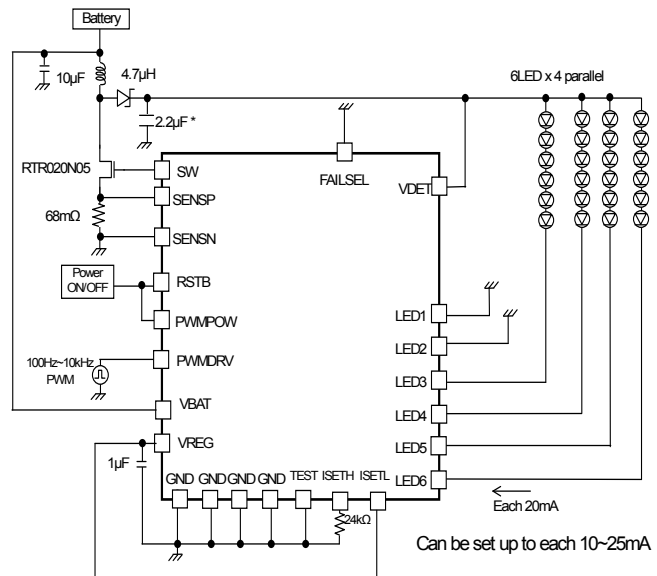 Battery
10μF
4.7μH
6LED x 4 parallel
2.2μF *
RTR020N05
SW
FAILSEL
SENSP
VDET
68mΩ
SENSN
Power
ON/OFF
RSTB
LED1
PWMPOW
LED2
100Hz~10kHz
PWM
PWMDRV
LED3
VBAT
LED4
VREG
LED5
1μF
GND GND GND GND TEST ISETH ISETL
LED6
Each 20mA
24kΩ
Can be set up to each 10~25mA